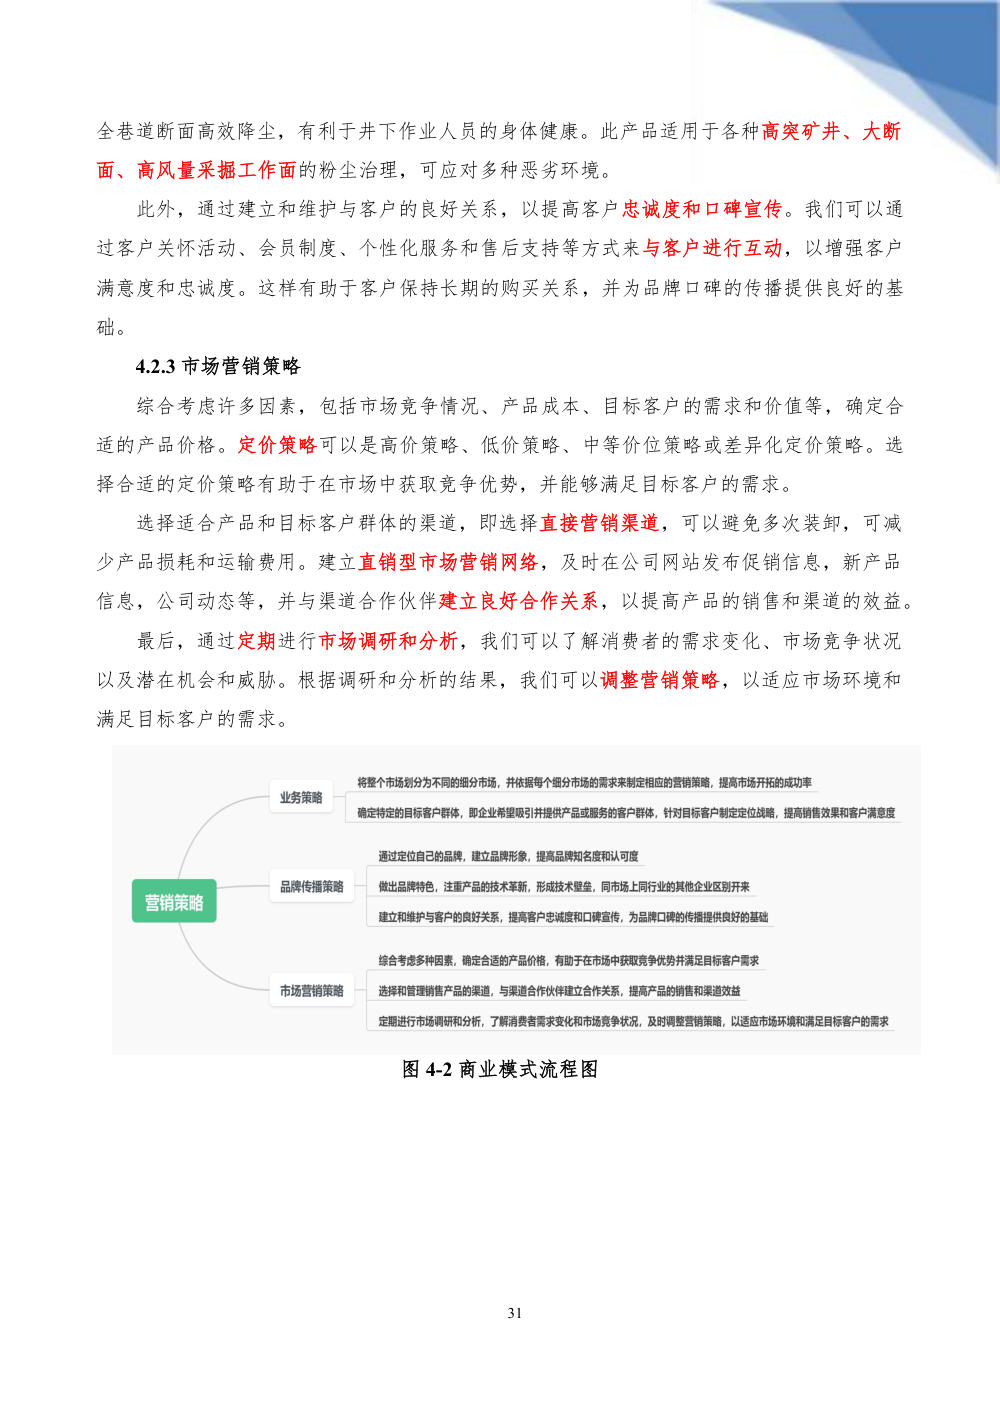 全巷道断面高效降尘，有利于井下作业人员的身体健康。此产品适用于各种高突矿井、大断
面、高风量采掘工作面的粉尘治理，可应对多种恶劣环境。
此外，通过建立和维护与客户的良好关系，以提高客户忠诚度和口碑宣传。我们可以通
过客户关怀活动、会员制度、个性化服务和售后支持等方式来与客户进行互动，以增强客户
满意度和忠诚度。这样有助于客户保持长期的购买关系，并为品牌口碑的传播提供良好的基
础。
4.2.3 市场营销策略
综合考虑许多因素，包括市场竞争情况、产品成本、目标客户的需求和价值等，确定合
适的产品价格。定价策略可以是高价策略、低价策略、中等价位策略或差异化定价策略。选
择合适的定价策略有助于在市场中获取竞争优势，并能够满足目标客户的需求。
选择适合产品和目标客户群体的渠道，即选择直接营销渠道，可以避免多次装卸，可减
少产品损耗和运输费用。建立直销型市场营销网络，及时在公司网站发布促销信息，新产品
信息，公司动态等，并与渠道合作伙伴建立良好合作关系，以提高产品的销售和渠道的效益。
最后，通过定期进行市场调研和分析，我们可以了解消费者的需求变化、市场竞争状况
以及潜在机会和威胁。根据调研和分析的结果，我们可以调整营销策略，以适应市场环境和
满足目标客户的需求。
营销策略
业务策略
将整个市场划分为不同的细分市场，并依据每个细分市场的需求来制定相应的营销策略，提高市场开拓的成功率
确定特定的目标客户群体，即企业希望吸引并提供产品或服务的客户群体，针对目标客户制定定位战略，提高销售效果和客户满意度
品牌传播策略
通过定位自己的品牌，建立品牌形象，提高品牌知名度和认可度
做出品牌特色，注重产品的技术革新，形成技术壁垒，同市场上同行业的其他企业区别开来
建立和维护与客户的良好关系，提高客户忠诚度和口碑宣传，为品牌口碑的传播提供良好的基础
市场营销策略
综合考虑多种因素，确定合适的产品价格，有助于在市场中获取竞争优势并满足目标客户需求
选择和管理销售产品的渠道，与渠道合作伙伴建立合作关系，提高产品的销售和渠道效益
定期进行市场调研和分析，了解消费者需求变化和市场竞争状况，及时调整营销策略，以适应市场环境和满足目标客户的需求
图 4-2 商业模式流程图
31